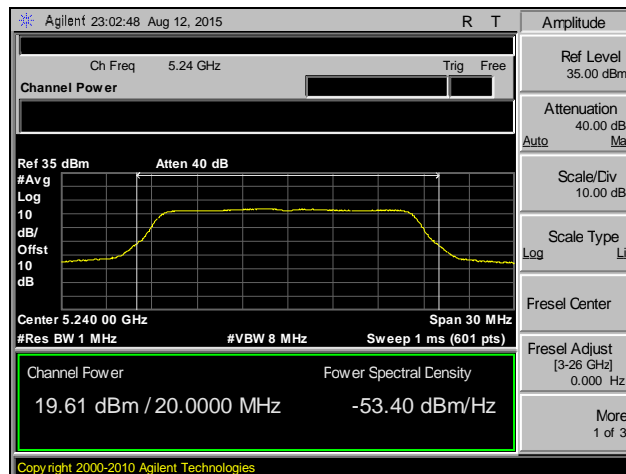 Agilent 23:02:48 Aug 12, 2015 R T
Ch Freq 5.24 GHz Trig Free
Channel Power
Ref 35 dBm Atten 40 dB
#Avg
Log
10
dB/
Offst
10
dB
Center 5.240 00 GHz Span 30 MHz
#Res BW 1 MHz #VBW 8 MHz Sweep 1 ms (601 pts)
Channel Fower Fower Spectral Density
19.61 dBm / 20.0000 MHz -53.40 dBm/Hz
Copyright 2000-2010 Agilent Technologies
Amplitude
Ref Level
35.00 dBm
Attenuation
40.00 dB
Auto Ma
Scale/Div
10.00 dB
Scale Type
Log Li
Fresel Center
Fresel Adjust
[3-26 GHz]
0.000 Hz
More
1 of 3